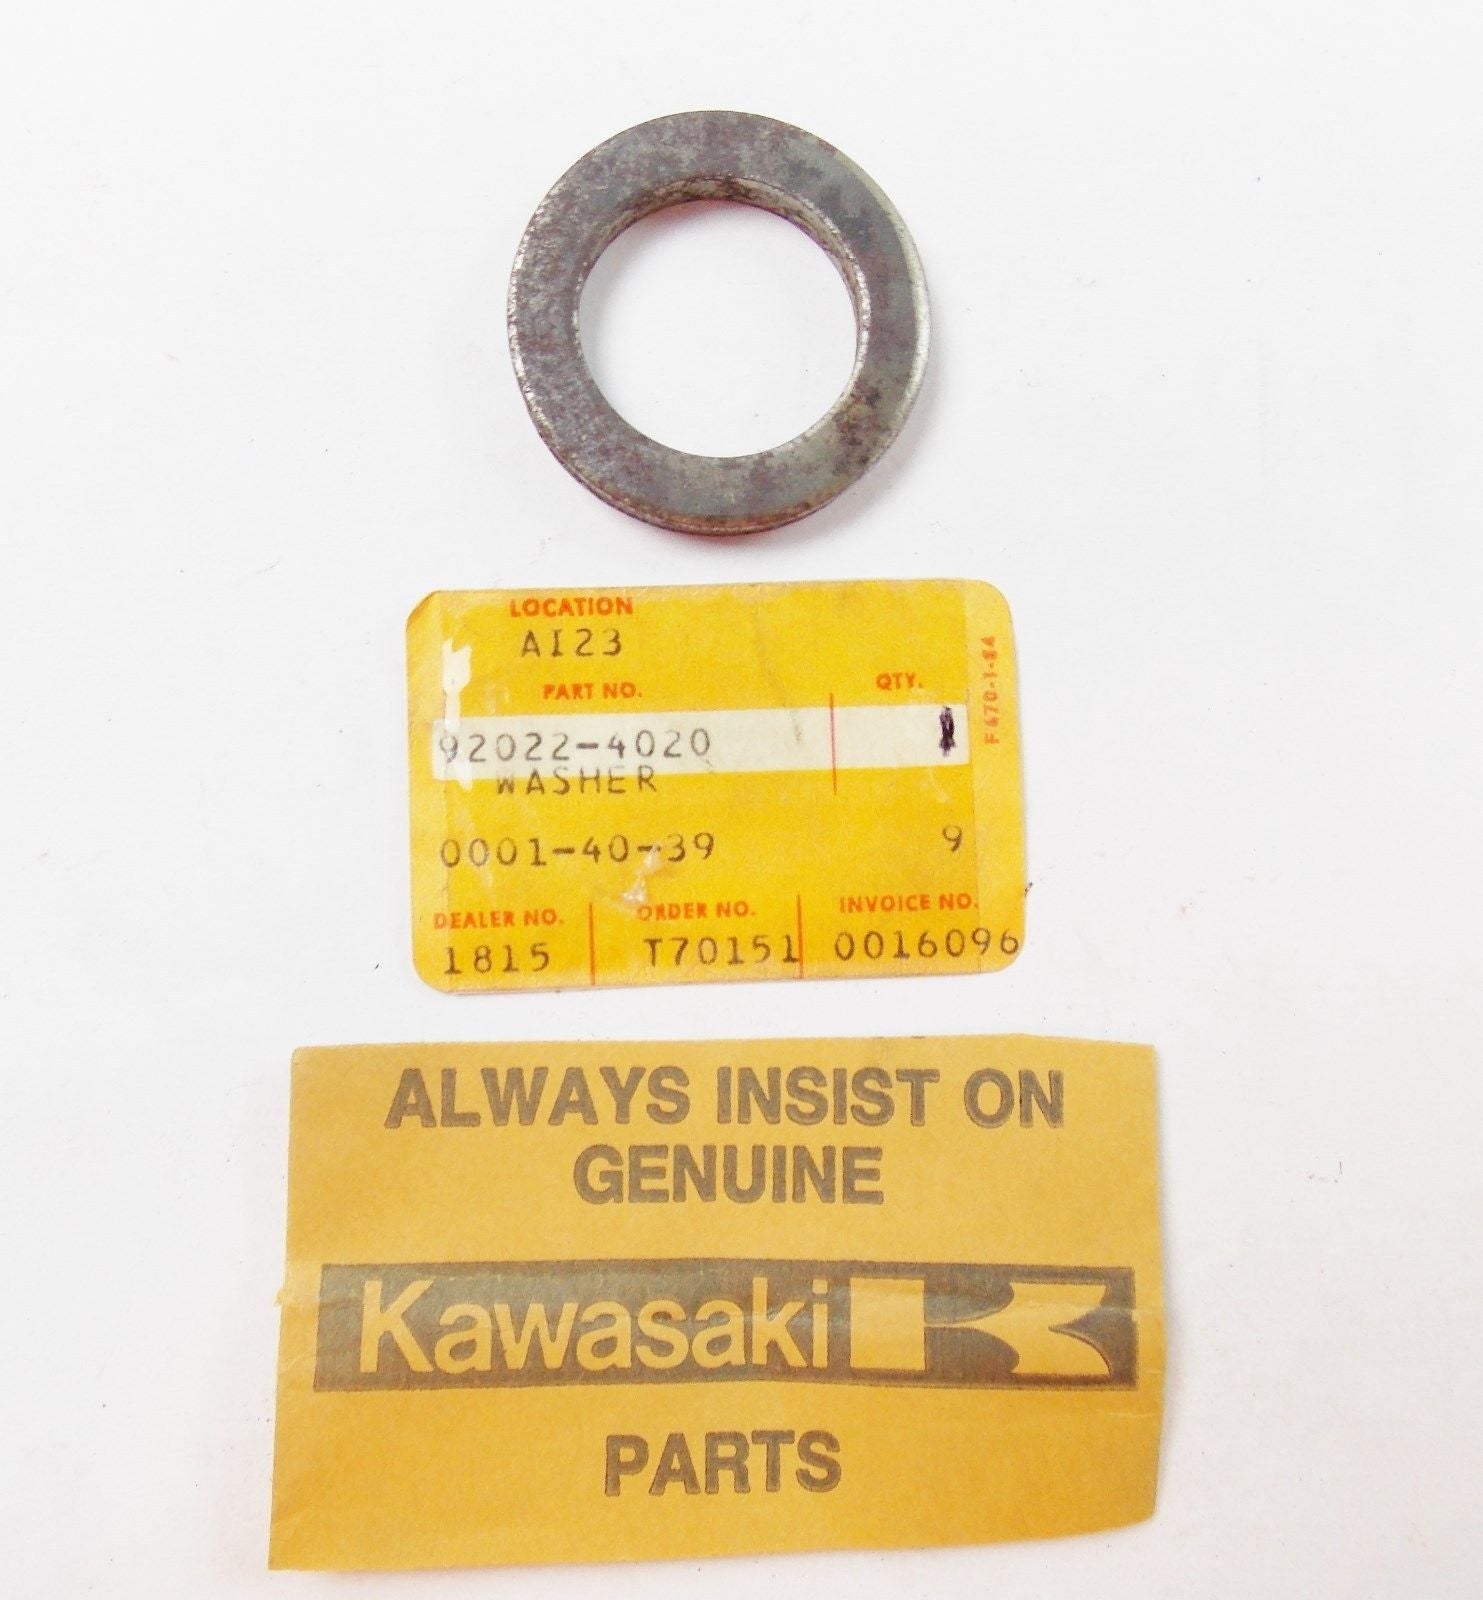 LOCATION
AI23
PART NO. QTY.
92022-4020 1
WASHER
0001-40-39 9
DEALER NO. ORDER NO. INVOICE NO.
1815 T70151 0016096
F670-1-84
ALWAYS INSIST ON
GENUINE
Kawasaki
PARTS